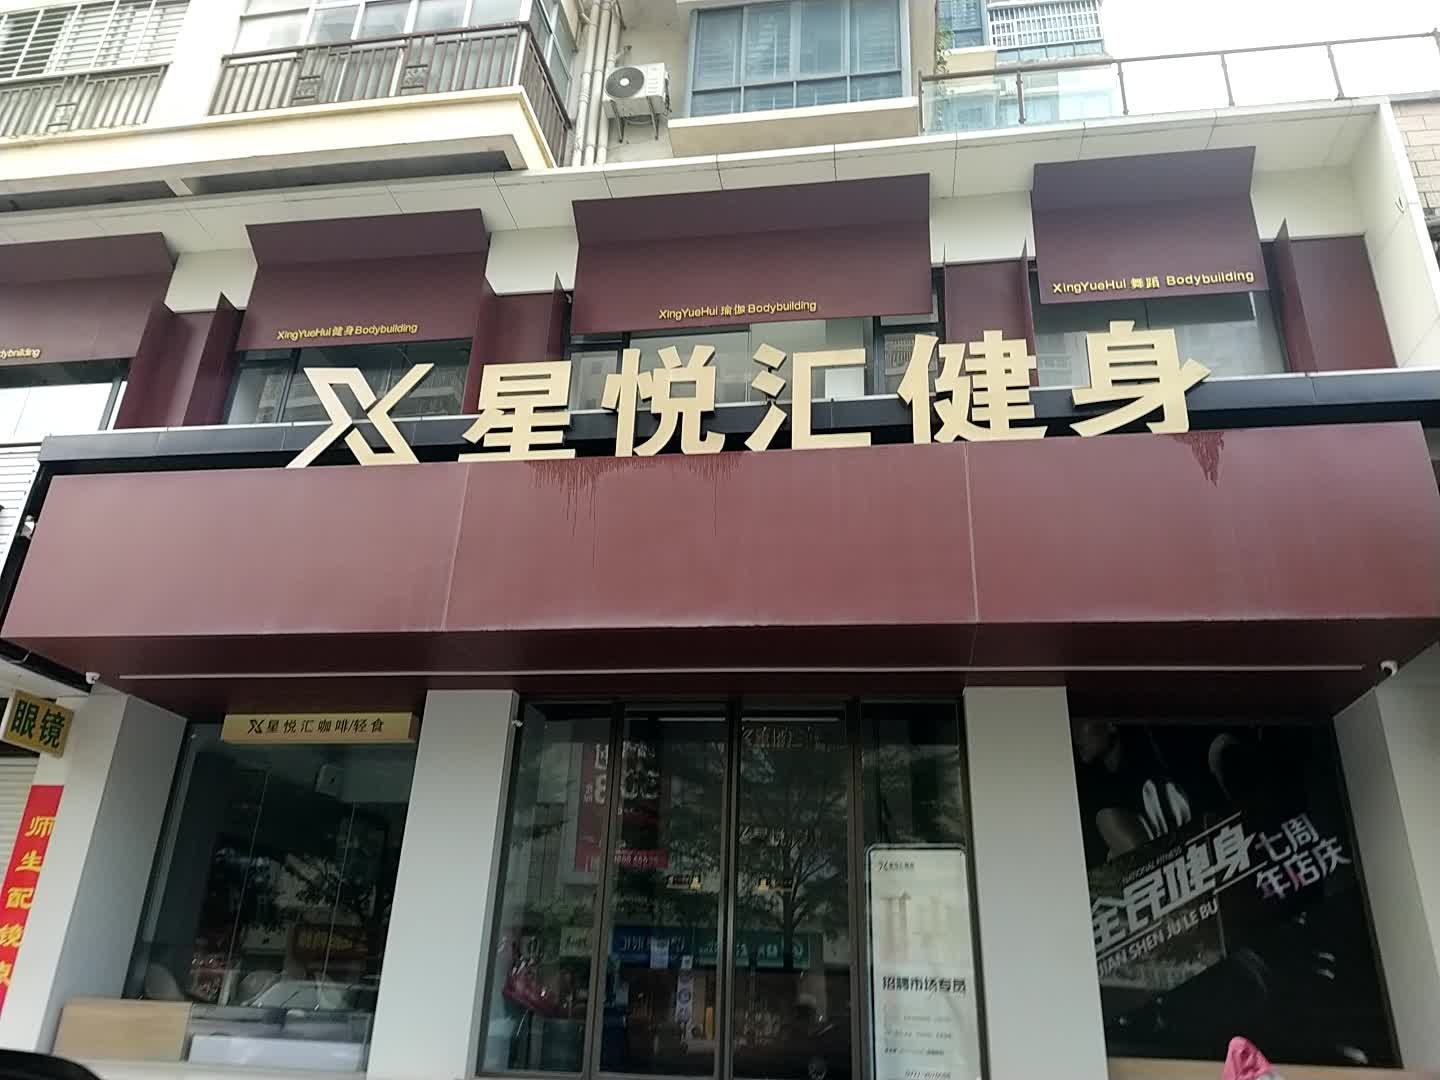 XingYueHui 舞蹈 Bodybuilding
XingYueHui 瑜伽 Bodybuilding
XingYueHui 健身 Bodybuilding
星悦汇健身
星悦汇咖啡/轻食
眼镜
师生配镜
招聘市场专员
NATIONAL FITNESS
全民健身
JIAN SHEN JU LE BU
七周
年店庆